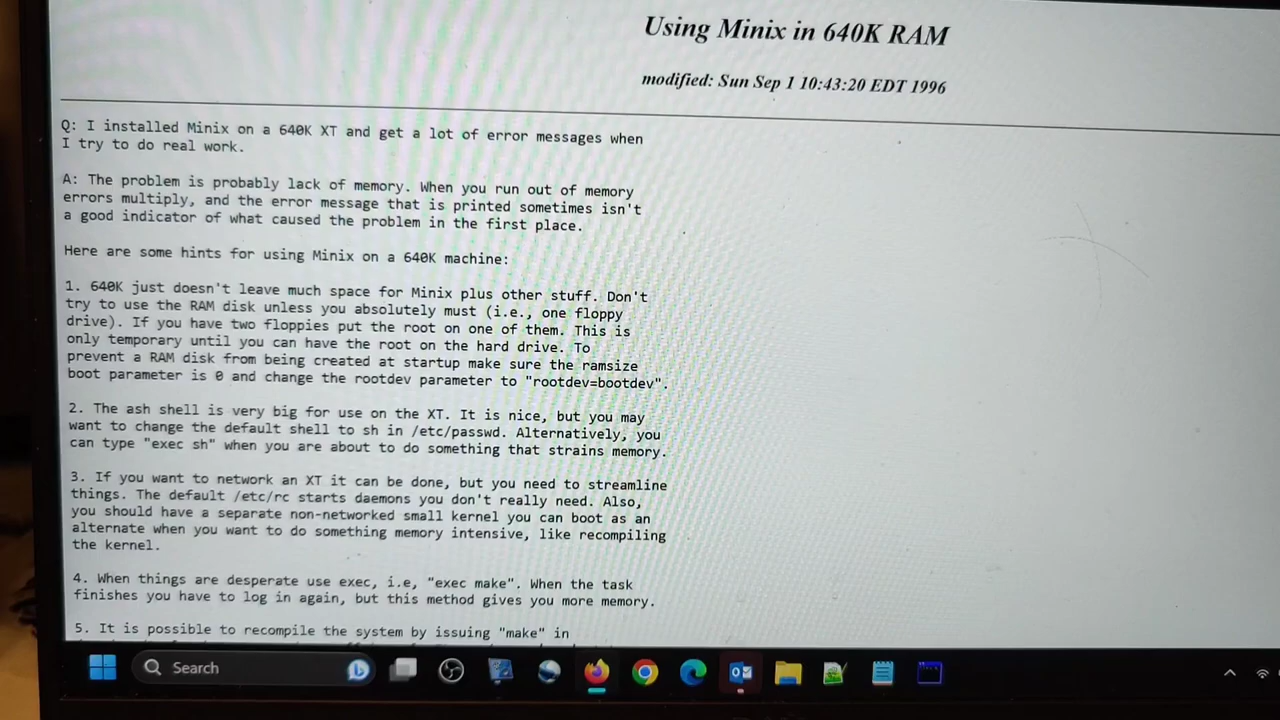 Using Minix in 640K RAM
modified: Sun Sep 1 10:43:20 EDT 1996
Q: I installed Minix on a 640K XT and get a lot of error messages when
I try to do real work.
A: The problem is probably lack of memory. When you run out of memory
errors multiply, and the error message that is printed sometimes isn't
a good indicator of what caused the problem in the first place.
Here are some hints for using Minix on a 640K machine:
1. 640K just doesn't leave much space for Minix plus other stuff. Don't
try to use the RAM disk unless you absolutely must (i.e., one floppy
drive). If you have two floppies put the root on one of them. This is
only temporary until you can have the root on the hard drive. To
prevent a RAM disk from being created at startup make sure the ramsize
boot parameter is 0 and change the rootdev parameter to "rootdev=bootdev".
2. The ash shell is very big for use on the XT. It is nice, but you may
want to change the default shell to sh in /etc/passwd. Alternatively, you
can type "exec sh" when you are about to do something that strains memory.
3. If you want to network an XT it can be done, but you need to streamline
things. The default /etc/rc starts daemons you don't really need. Also,
you should have a separate non-networked small kernel you can boot as an
alternate when you want to do something memory intensive, like recompiling
the kernel.
4. When things are desperate use exec, i.e, "exec make". When the task
finishes you have to log in again, but this method gives you more memory.
5. It is possible to recompile the system by issuing "make" in
Search